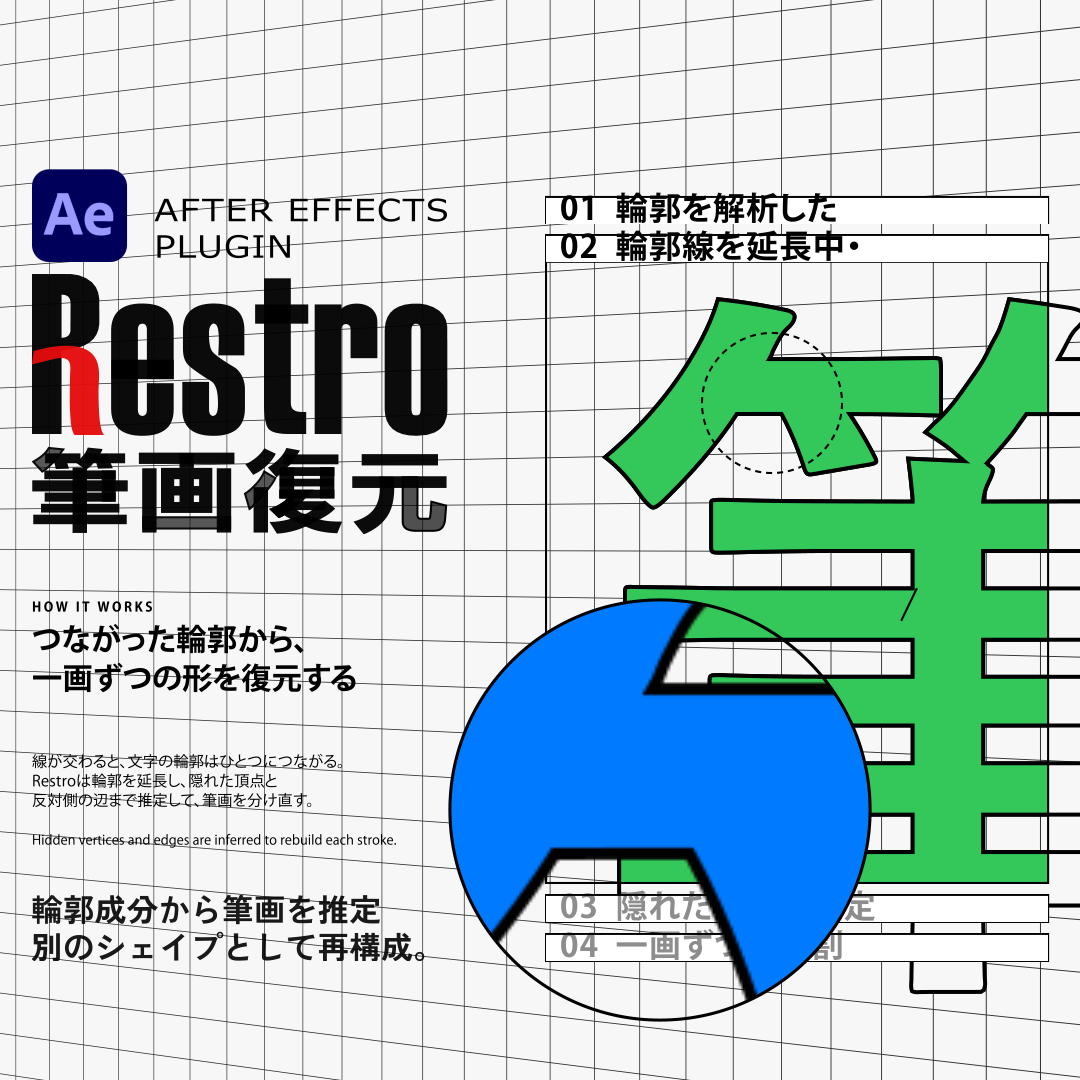 Ae
AFTER EFFECTS
PLUGIN
Restro
筆画復元
HOW IT WORKS
つながった輪郭から、
一画ずつの形を復元する
線が交わると、文字の輪郭はひとつにつながる。
Restroは輪郭を延長し、隠れた頂点と
反対側の辺まで推定して、筆画を分け直す。
Hidden vertices and edges are inferred to rebuild each stroke.
輪郭成分から筆画を推定
別のシェイプとして再構成。
01 輪郭を解析した
02 輪郭線を延長中・
03 隠れた 定
04 一画ず 割